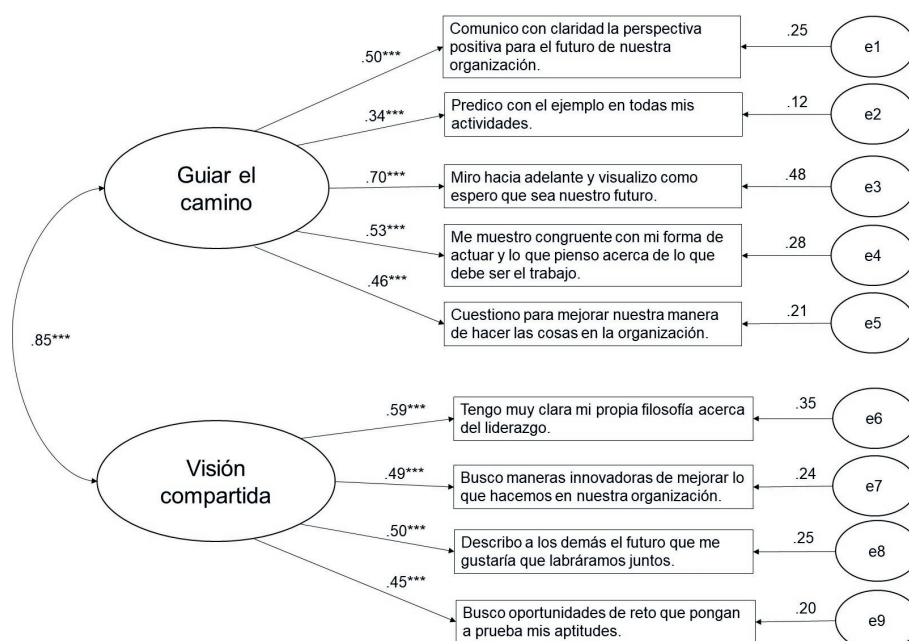 Comunico con claridad la perspectiva
positiva para el futuro de nuestra
organización.
.50***
.25
e1
Predico con el ejemplo en todas mis
actividades.
.34***
.12
e2
Guiar el
camino
Miro hacia adelante y visualizo como
espero que sea nuestro futuro.
.70***
.48
e3
Me muestro congruente con mi forma de
actuar y lo que pienso acerca de lo que
debe ser el trabajo.
.53***
.28
e4
Cuestiono para mejorar nuestra manera
de hacer las cosas en la organización.
.46***
.21
e5
.85***
Tengo muy clara mi propia filosofía acerca
del liderazgo.
.59***
.35
e6
Visión
compartida
Busco maneras innovadoras de mejorar lo
que hacemos en nuestra organización.
.49***
.24
e7
Describo a los demás el futuro que me
gustaría que labráramos juntos.
.50***
.25
e8
Busco oportunidades de reto que pongan
a prueba mis aptitudes.
.45***
.20
e9